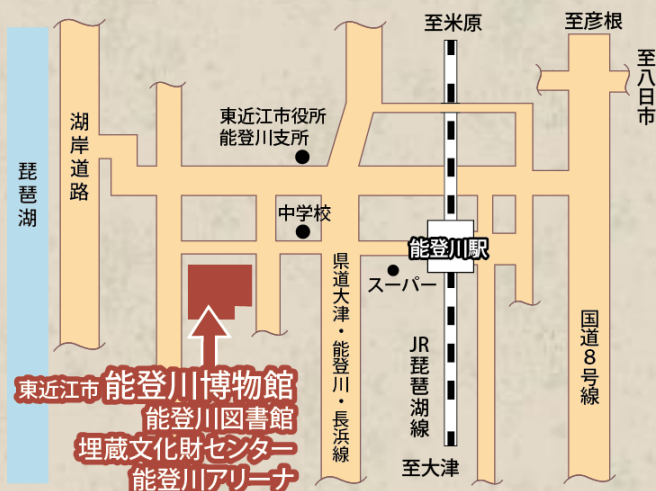 至米原
至彦根
至八日市
東近江市役所
能登川支所
湖岸道路
琵琶湖
中学校
能登川駅
スーパー
県道大津・能登川・長浜線
JR琵琶湖線
国道8号線
至大津
東近江市 能登川博物館
能登川図書館
埋蔵文化財センター
能登川アリーナ